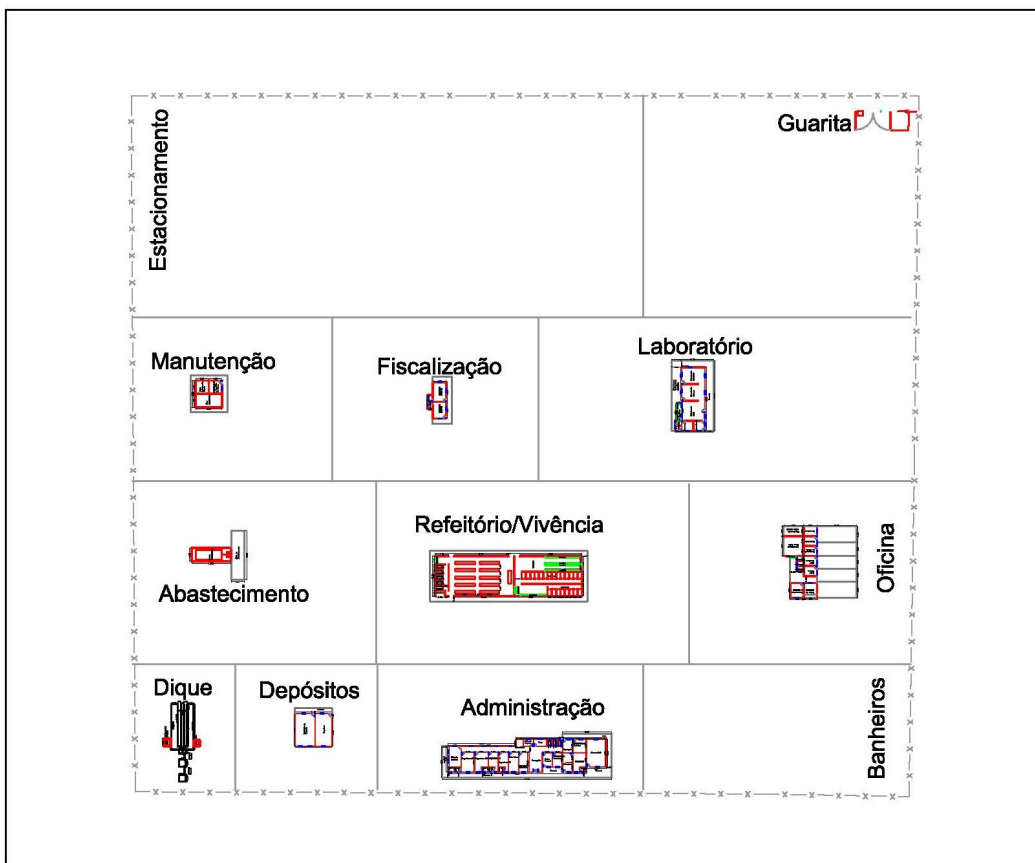 Estacionamento
Guarita
Manutenção
Fiscalização
Laboratório
Abastecimento
Refeitório/Vivência
Oficina
Dique
Depósitos
Administração
Banheiros